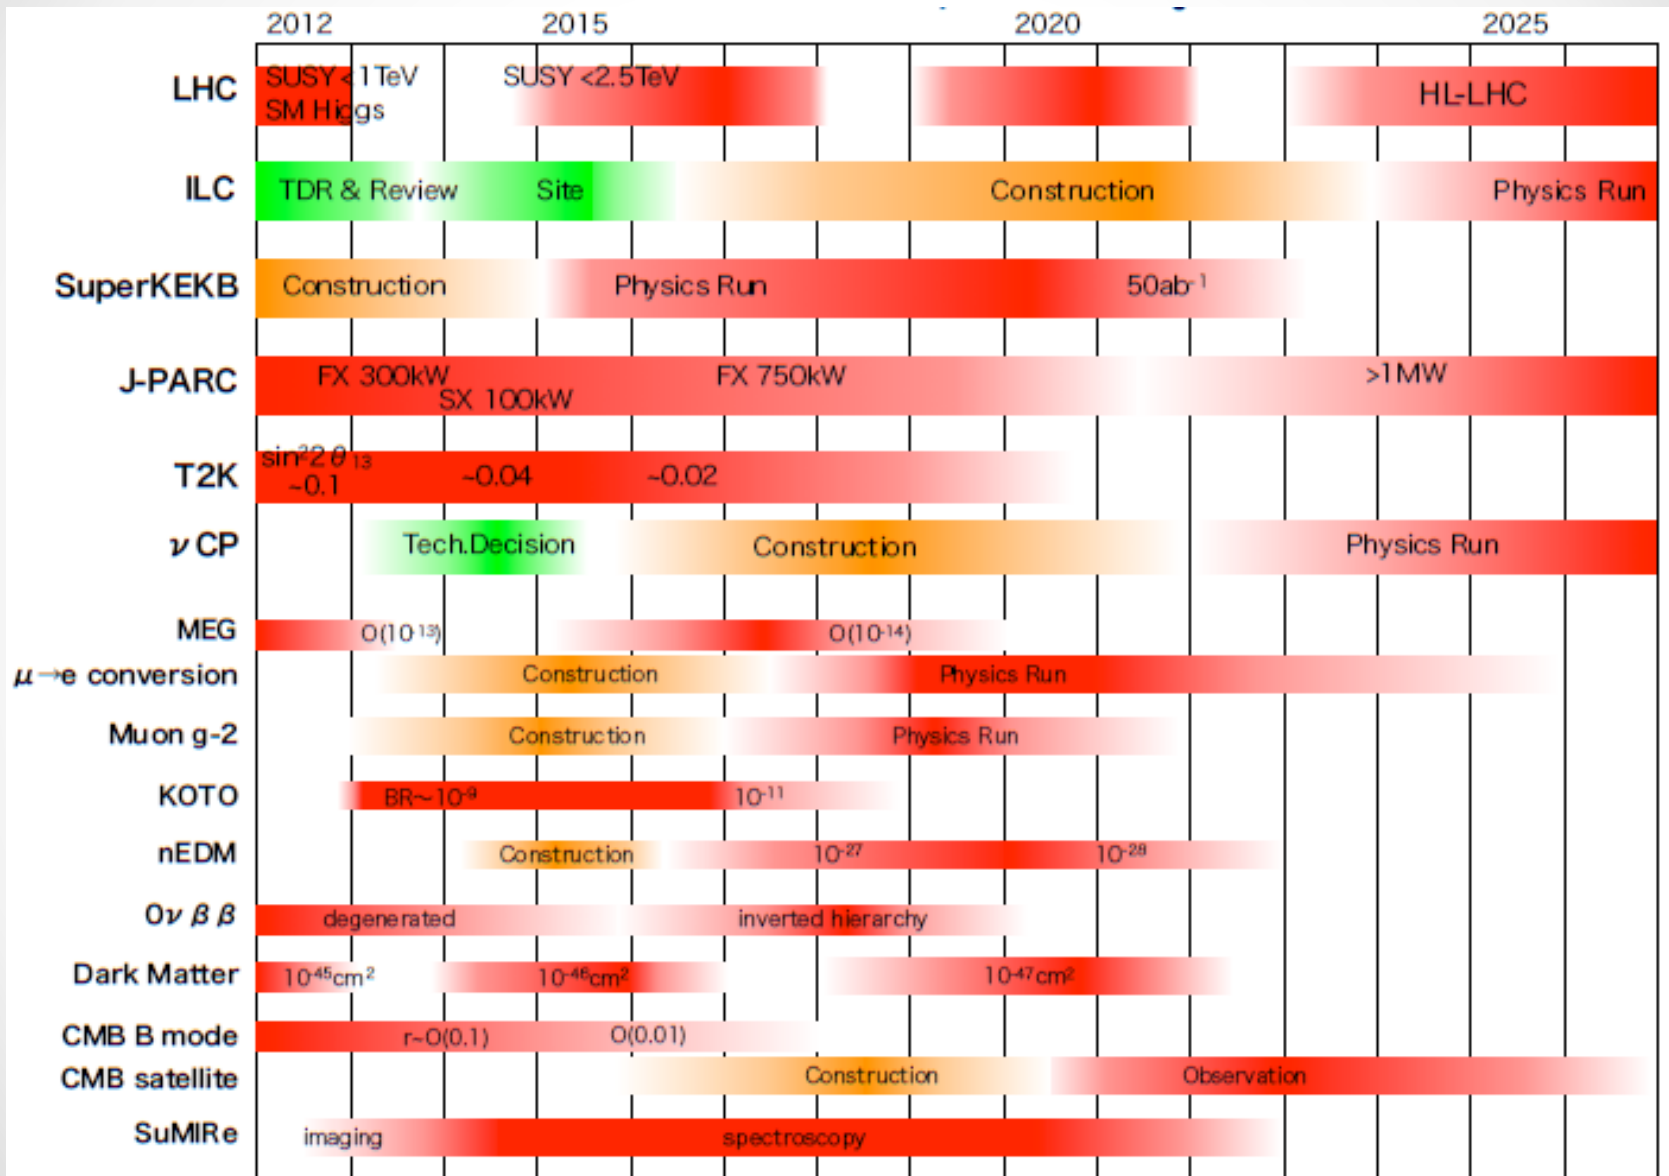 2012 2015 2020 2025
LHC SUSY <1TeV SUSY <2.5TeV HL-LHC
SM Higgs
ILC TDR & Review Site Construction Physics Run
SuperKEKB Construction Physics Run 50ab⁻¹
J-PARC FX 300kW FX 750kW >1MW
SX 100kW
sin²2θ₁₃
T2K ~0.1 ~0.04 ~0.02
νCP Tech.Decision Construction Physics Run
MEG O(10⁻¹³) O(10⁻¹⁴)
μ→e conversion Construction Physics Run
Muon g-2 Construction Physics Run
KOTO BR~10⁻⁹ 10⁻¹¹
nEDM Construction 10⁻²⁷ 10⁻²⁸
0νββ degenerated inverted hierarchy
Dark Matter 10⁻⁴⁵cm² 10⁻⁴⁶cm² 10⁻⁴⁷cm²
CMB B mode r~O(0.1) O(0.01)
CMB satellite Construction Observation
SuMIRe imaging spectroscopy